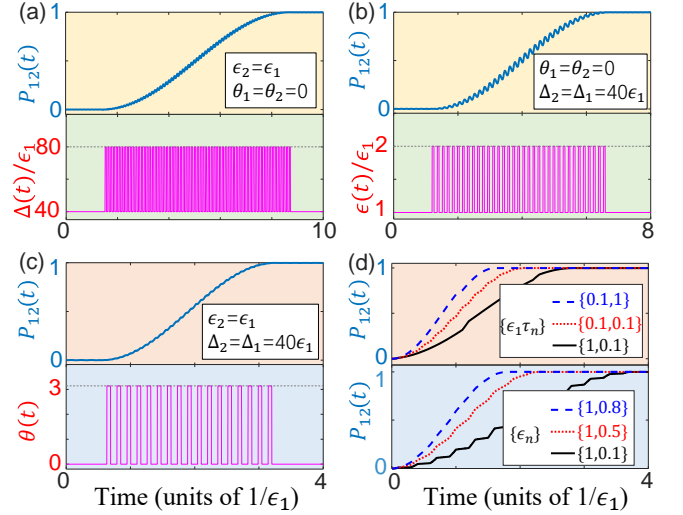 (a)
P₁₂(t)
1
0
ϵ₂=ϵ₁
θ₁=θ₂=0
Δ(t)/ϵ₁
80
40
0
10
(b)
P₁₂(t)
1
0
θ₁=θ₂=0
Δ₂=Δ₁=40ϵ₁
ϵ(t)/ϵ₁
2
1
0
8
(c)
P₁₂(t)
1
0
ϵ₂=ϵ₁
Δ₂=Δ₁=40ϵ₁
θ(t)
3
0
0
4
Time (units of 1/ϵ₁)
(d)
P₁₂(t)
1
0
{ϵ₁τₙ}
{0.1,1}
{0.1,0.1}
{1,0.1}
P₁₂(t)
1
0
{ϵₙ}
{1,0.8}
{1,0.5}
{1,0.1}
0
4
Time (units of 1/ϵ₁)